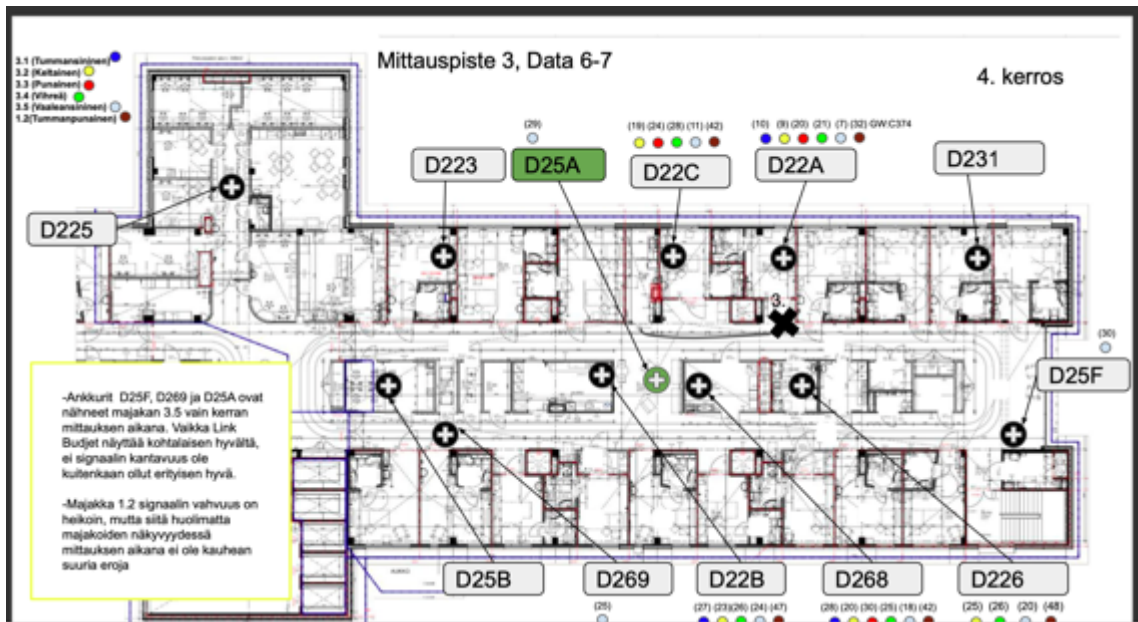 Mittauspiste 3, Data 6-7
4. kerros
3.1 (Tummansininen)
3.2 (Keltainen)
3.3 (Punainen)
3.4 (Vihreä)
3.5 (Vaaleansininen)
1.2(Tummanpunainen)
(29)
(19) (24) (28) (11) (42)
(10) (9) (20) (21) (7) (32) GW:C374
D223
D25A
D22C
D22A
D231
D225
3.
(30)
D25F
-Ankkurit D25F, D269 ja D25A ovat
nähneet majakan 3.5 vain kerran
mittauksen aikana. Vaikka Link
Budjet näyttää kohtalaisen hyvältä,
ei signaalin kantavuus ole
kuitenkaan ollut erityisen hyvä.
-Majakka 1.2 signaalin vahvuus on
heikoin, mutta siitä huolimatta
majakoiden näkyvyydessä
mittauksen aikana ei ole kauhean
suuria eroja
D25B
D269
D22B
D268
D226
(25)
(27) (23)(26) (24) (47)
(28) (20) (30) (25) (18) (42)
(25) (26) (20) (48)